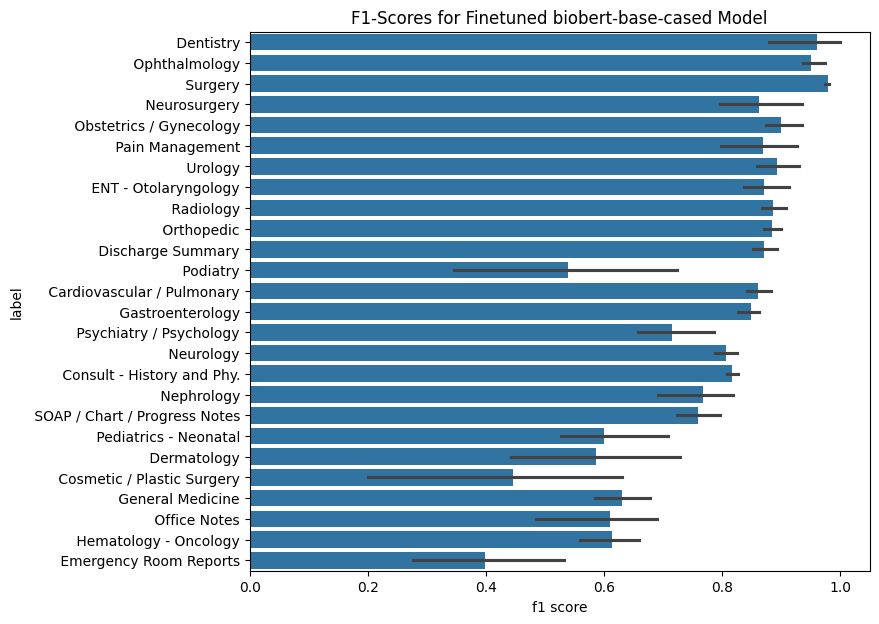 F1-Scores for Finetuned biobert-base-cased Model
Dentistry
Ophthalmology
Surgery
Neurosurgery
Obstetrics / Gynecology
Pain Management
Urology
ENT - Otolaryngology
Radiology
Orthopedic
Discharge Summary
Podiatry
Cardiovascular / Pulmonary
Gastroenterology
Psychiatry / Psychology
Neurology
Consult - History and Phy.
Nephrology
SOAP / Chart / Progress Notes
Pediatrics - Neonatal
Dermatology
Cosmetic / Plastic Surgery
General Medicine
Office Notes
Hematology - Oncology
Emergency Room Reports
label
0.0 0.2 0.4 0.6 0.8 1.0
f1 score